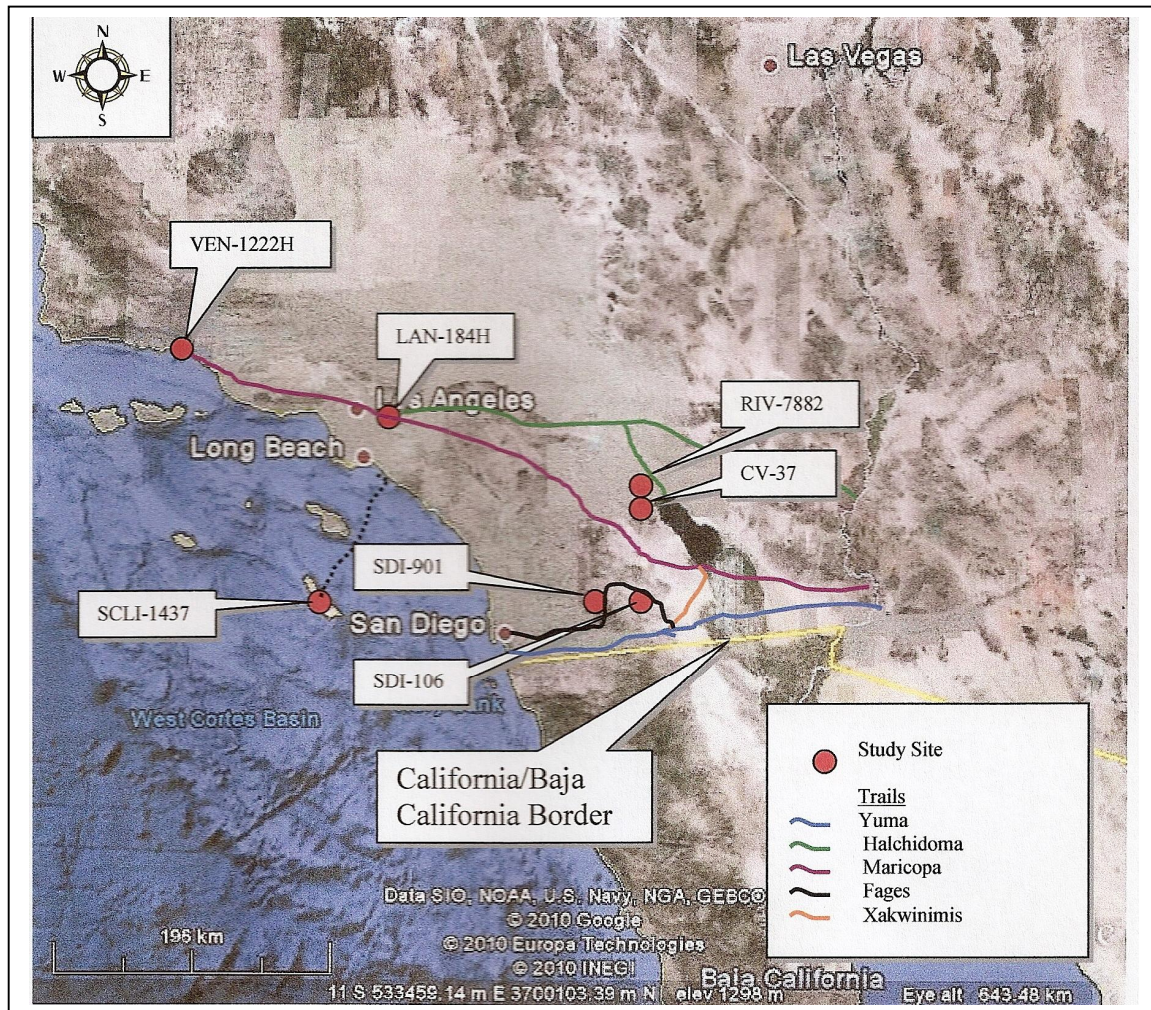 N
W E
S
Las Vegas
VEN-1222H
LAN-184H
Los Angeles
RIV-7882
Long Beach
CV-37
SDI-901
SCLI-1437
San Diego
SDI-106
West Cortes Basin
California/Baja
California Border
Study Site
Trails
Yuma
Halchidoma
Maricopa
Fages
Xakwinimis
Data SIO, NOAA, U.S. Navy, NGA, GEBCO
© 2010 Google
196 km
© 2010 Europa Technologies
© 2010 INEGI
Baja California
11 S 533459.14 m E 3700103.39 m N elev 1298 m
Eye alt 643.48 km